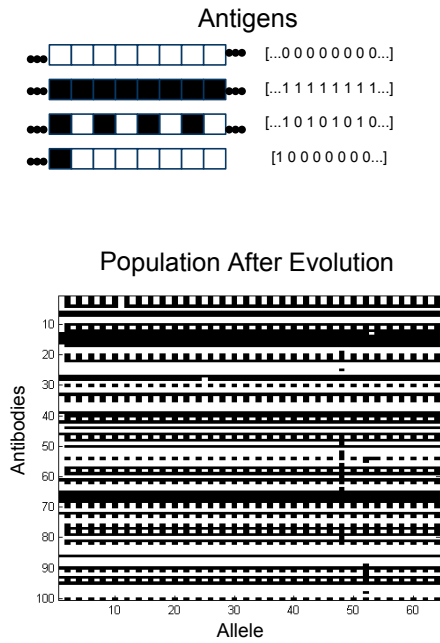 Antigens
[...0 0 0 0 0 0 0 0...]
[...1 1 1 1 1 1 1 1...]
[...1 0 1 0 1 0 1 0...]
[1 0 0 0 0 0 0 0...]
Population After Evolution
Antibodies
10
20
30
40
50
60
70
80
90
100
10 20 30 40 50 60
Allele